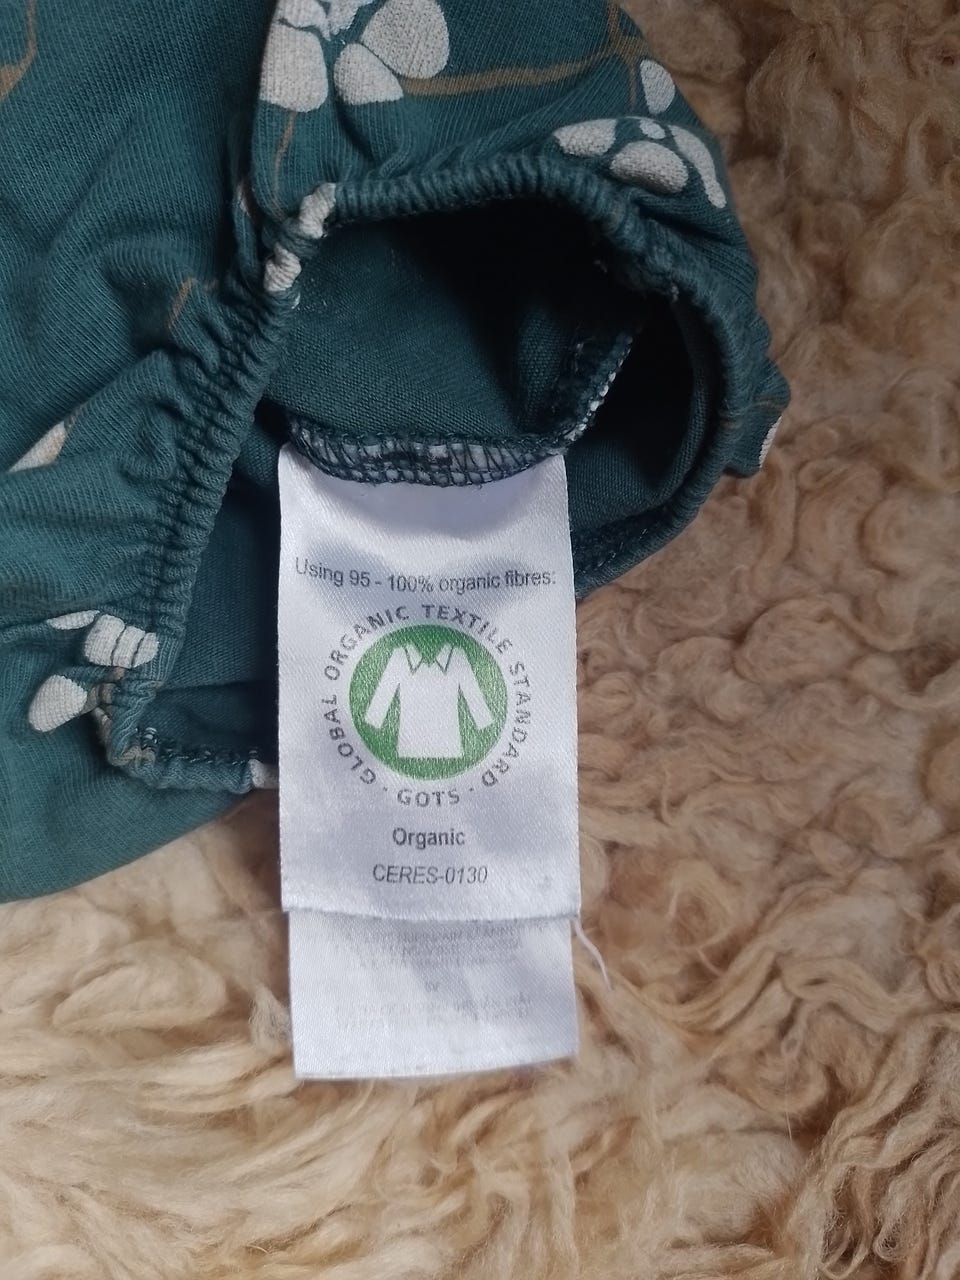 Using 95 - 100% organic fibres:
GLOBAL ORGANIC TEXTILE STANDARD · GOTS ·
Organic
CERES-0130